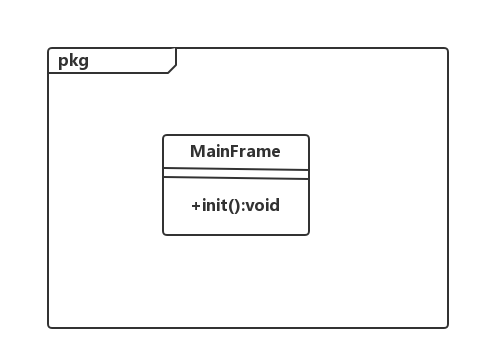 pkg
MainFrame
+init():void